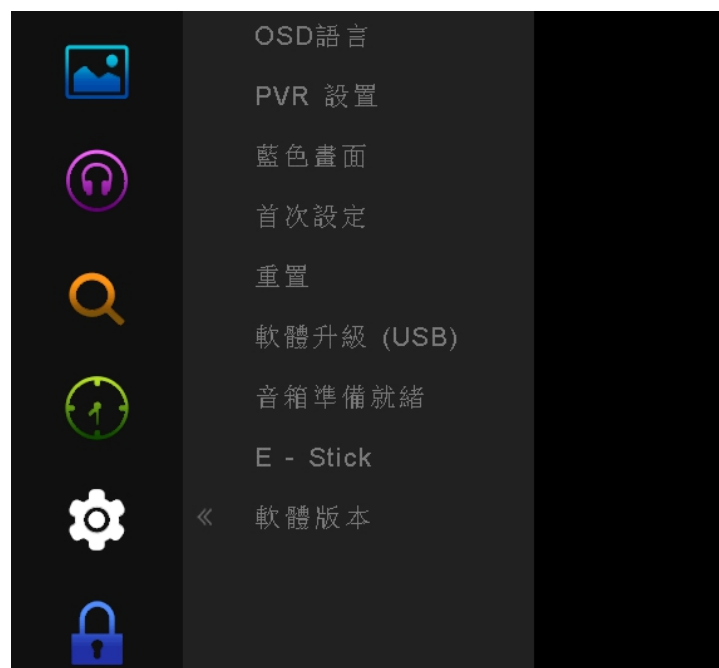 OSD語言
PVR 設置
藍色畫面
首次設定
重置
軟體升級 (USB)
音箱準備就緒
E - Stick
軟體版本